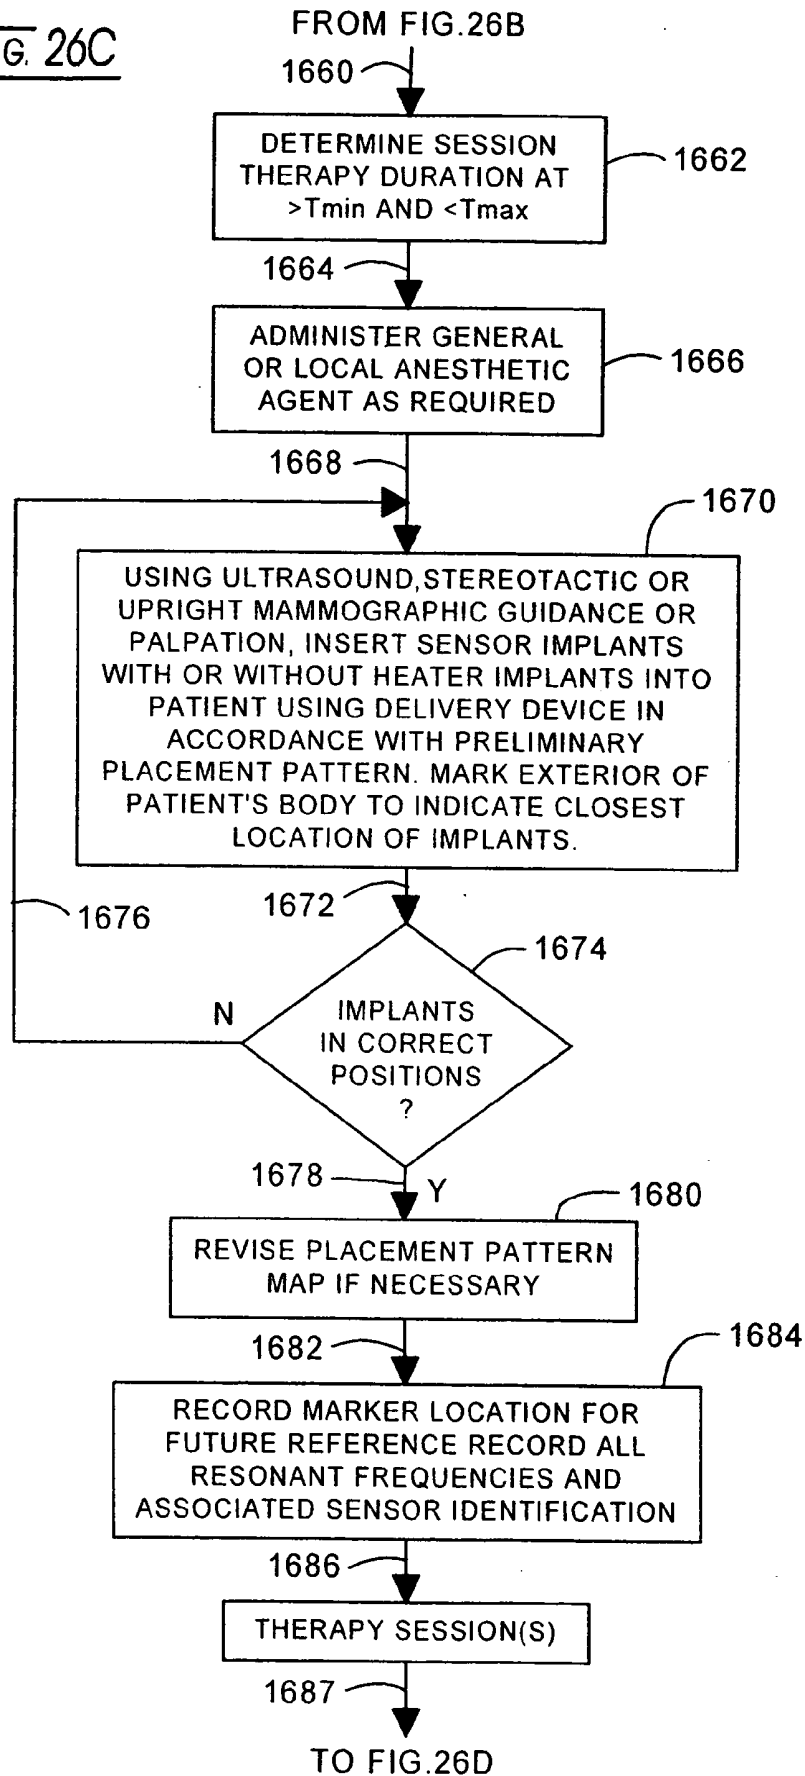 G. 26C
FROM FIG.26B
1660
DETERMINE SESSION
THERAPY DURATION AT
>Tmin AND <Tmax
1662
1664
ADMINISTER GENERAL
OR LOCAL ANESTHETIC
AGENT AS REQUIRED
1666
1668
1670
USING ULTRASOUND,STEREOTACTIC OR
UPRIGHT MAMMOGRAPHIC GUIDANCE OR
PALPATION, INSERT SENSOR IMPLANTS
WITH OR WITHOUT HEATER IMPLANTS INTO
PATIENT USING DELIVERY DEVICE IN
ACCORDANCE WITH PRELIMINARY
PLACEMENT PATTERN. MARK EXTERIOR OF
PATIENT'S BODY TO INDICATE CLOSEST
LOCATION OF IMPLANTS.
1672
1676
1674
N
IMPLANTS
IN CORRECT
POSITIONS
?
1678
Y
1680
REVISE PLACEMENT PATTERN
MAP IF NECESSARY
1682
1684
RECORD MARKER LOCATION FOR
FUTURE REFERENCE RECORD ALL
RESONANT FREQUENCIES AND
ASSOCIATED SENSOR IDENTIFICATION
1686
THERAPY SESSION(S)
1687
TO FIG.26D